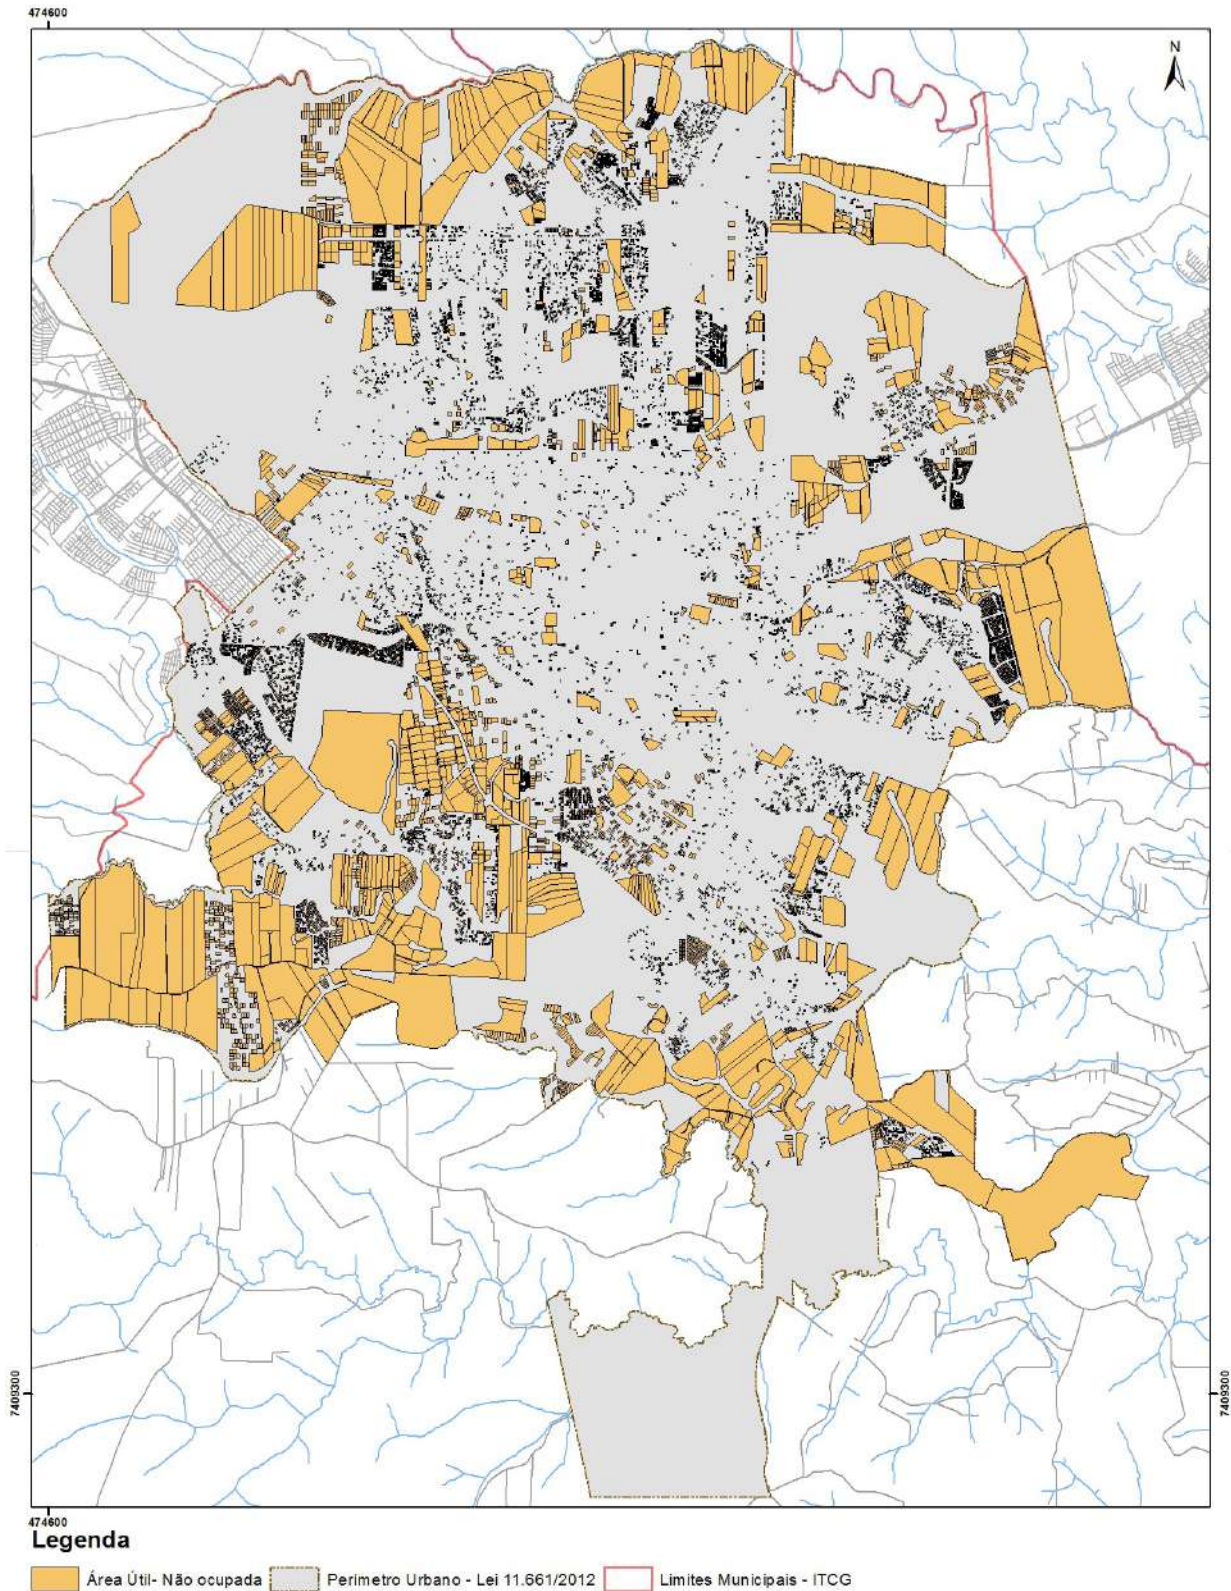 474600
N
7409300
7409300
474600
Legenda
Área Útil- Não ocupada
Perímetro Urbano - Lei 11.661/2012
Limites Municipais - ITCG